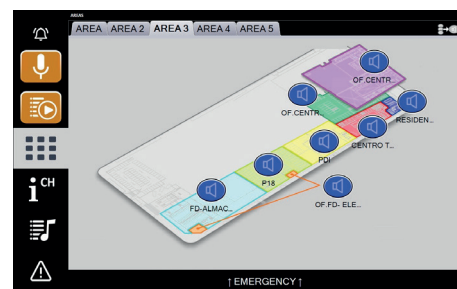 AREAS
AREA
AREA 2
AREA 3
AREA 4
AREA 5
OF.CENTR...
OF.CENTR...
RESIDEN...
CENTRO T...
PDI
P18
FD-ALMAC...
OF.FD- ELE...
i CH
↑ EMERGENCY ↑